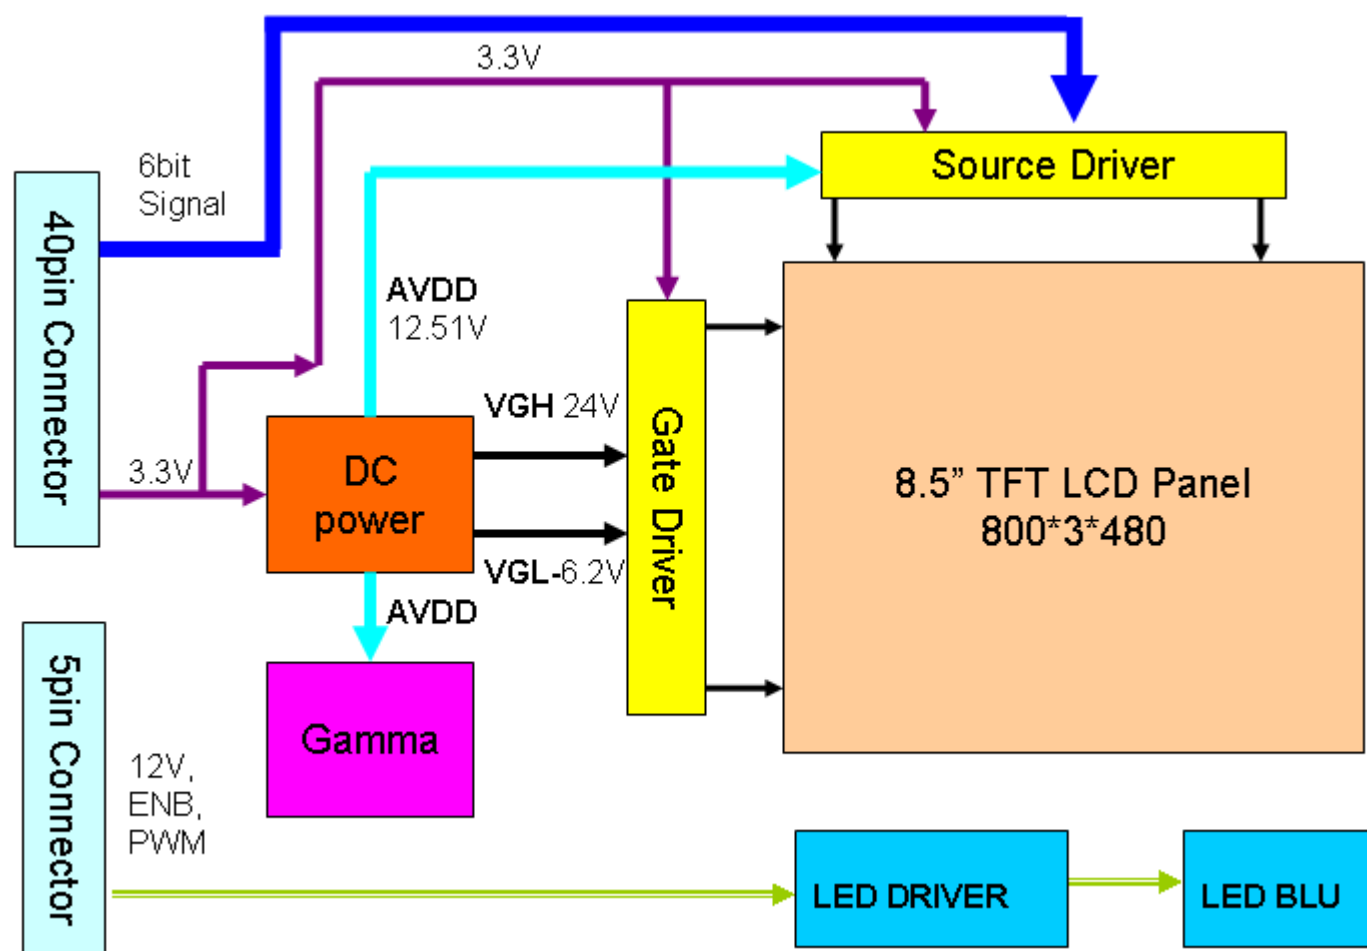 3.3V
6bit
Signal
Source Driver
40pin Connector
AVDD
12.51V
VGH 24V
Gate Driver
3.3V
DC
power
8.5” TFT LCD Panel
800*3*480
VGL-6.2V
AVDD
5pin Connector
Gamma
12V,
ENB,
PWM
LED DRIVER
LED BLU